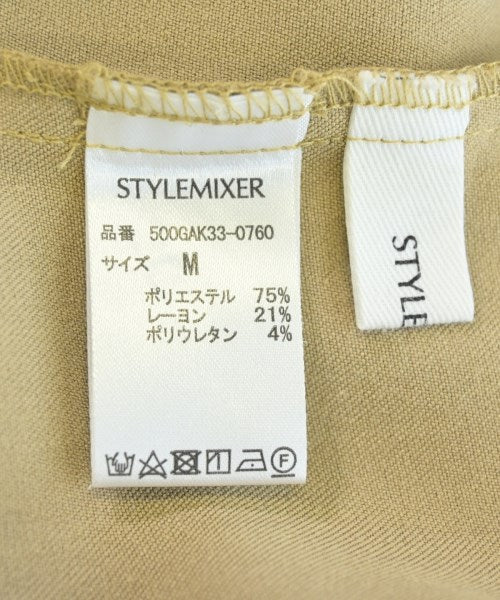 STYLEMIXER
品番 500GAK33-0760
サイズ M
ポリエステル 75%
レーヨン 21%
ポリウレタン 4%
F
STYLE